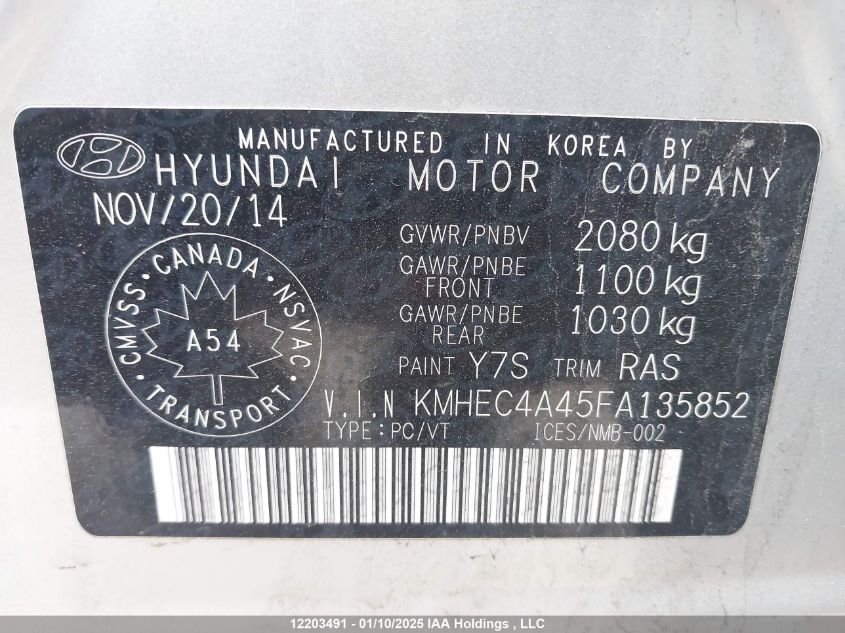 MANUFACTURED IN KOREA BY
HYUNDAI MOTOR COMPANY
NOV/20/14
GVWR/PNBV 2080 kg
GAWR/PNBE FRONT 1100 kg
GAWR/PNBE REAR 1030 kg
CANADA
CMVSS • NSVAC
A54
TRANSPORT
PAINT Y7S TRIM RAS
V.I.N KMHEC4A45FA135852
TYPE:PC/VT ICES/NMB-002
12203491 - 01/10/2025 IAA Holdings , LLC